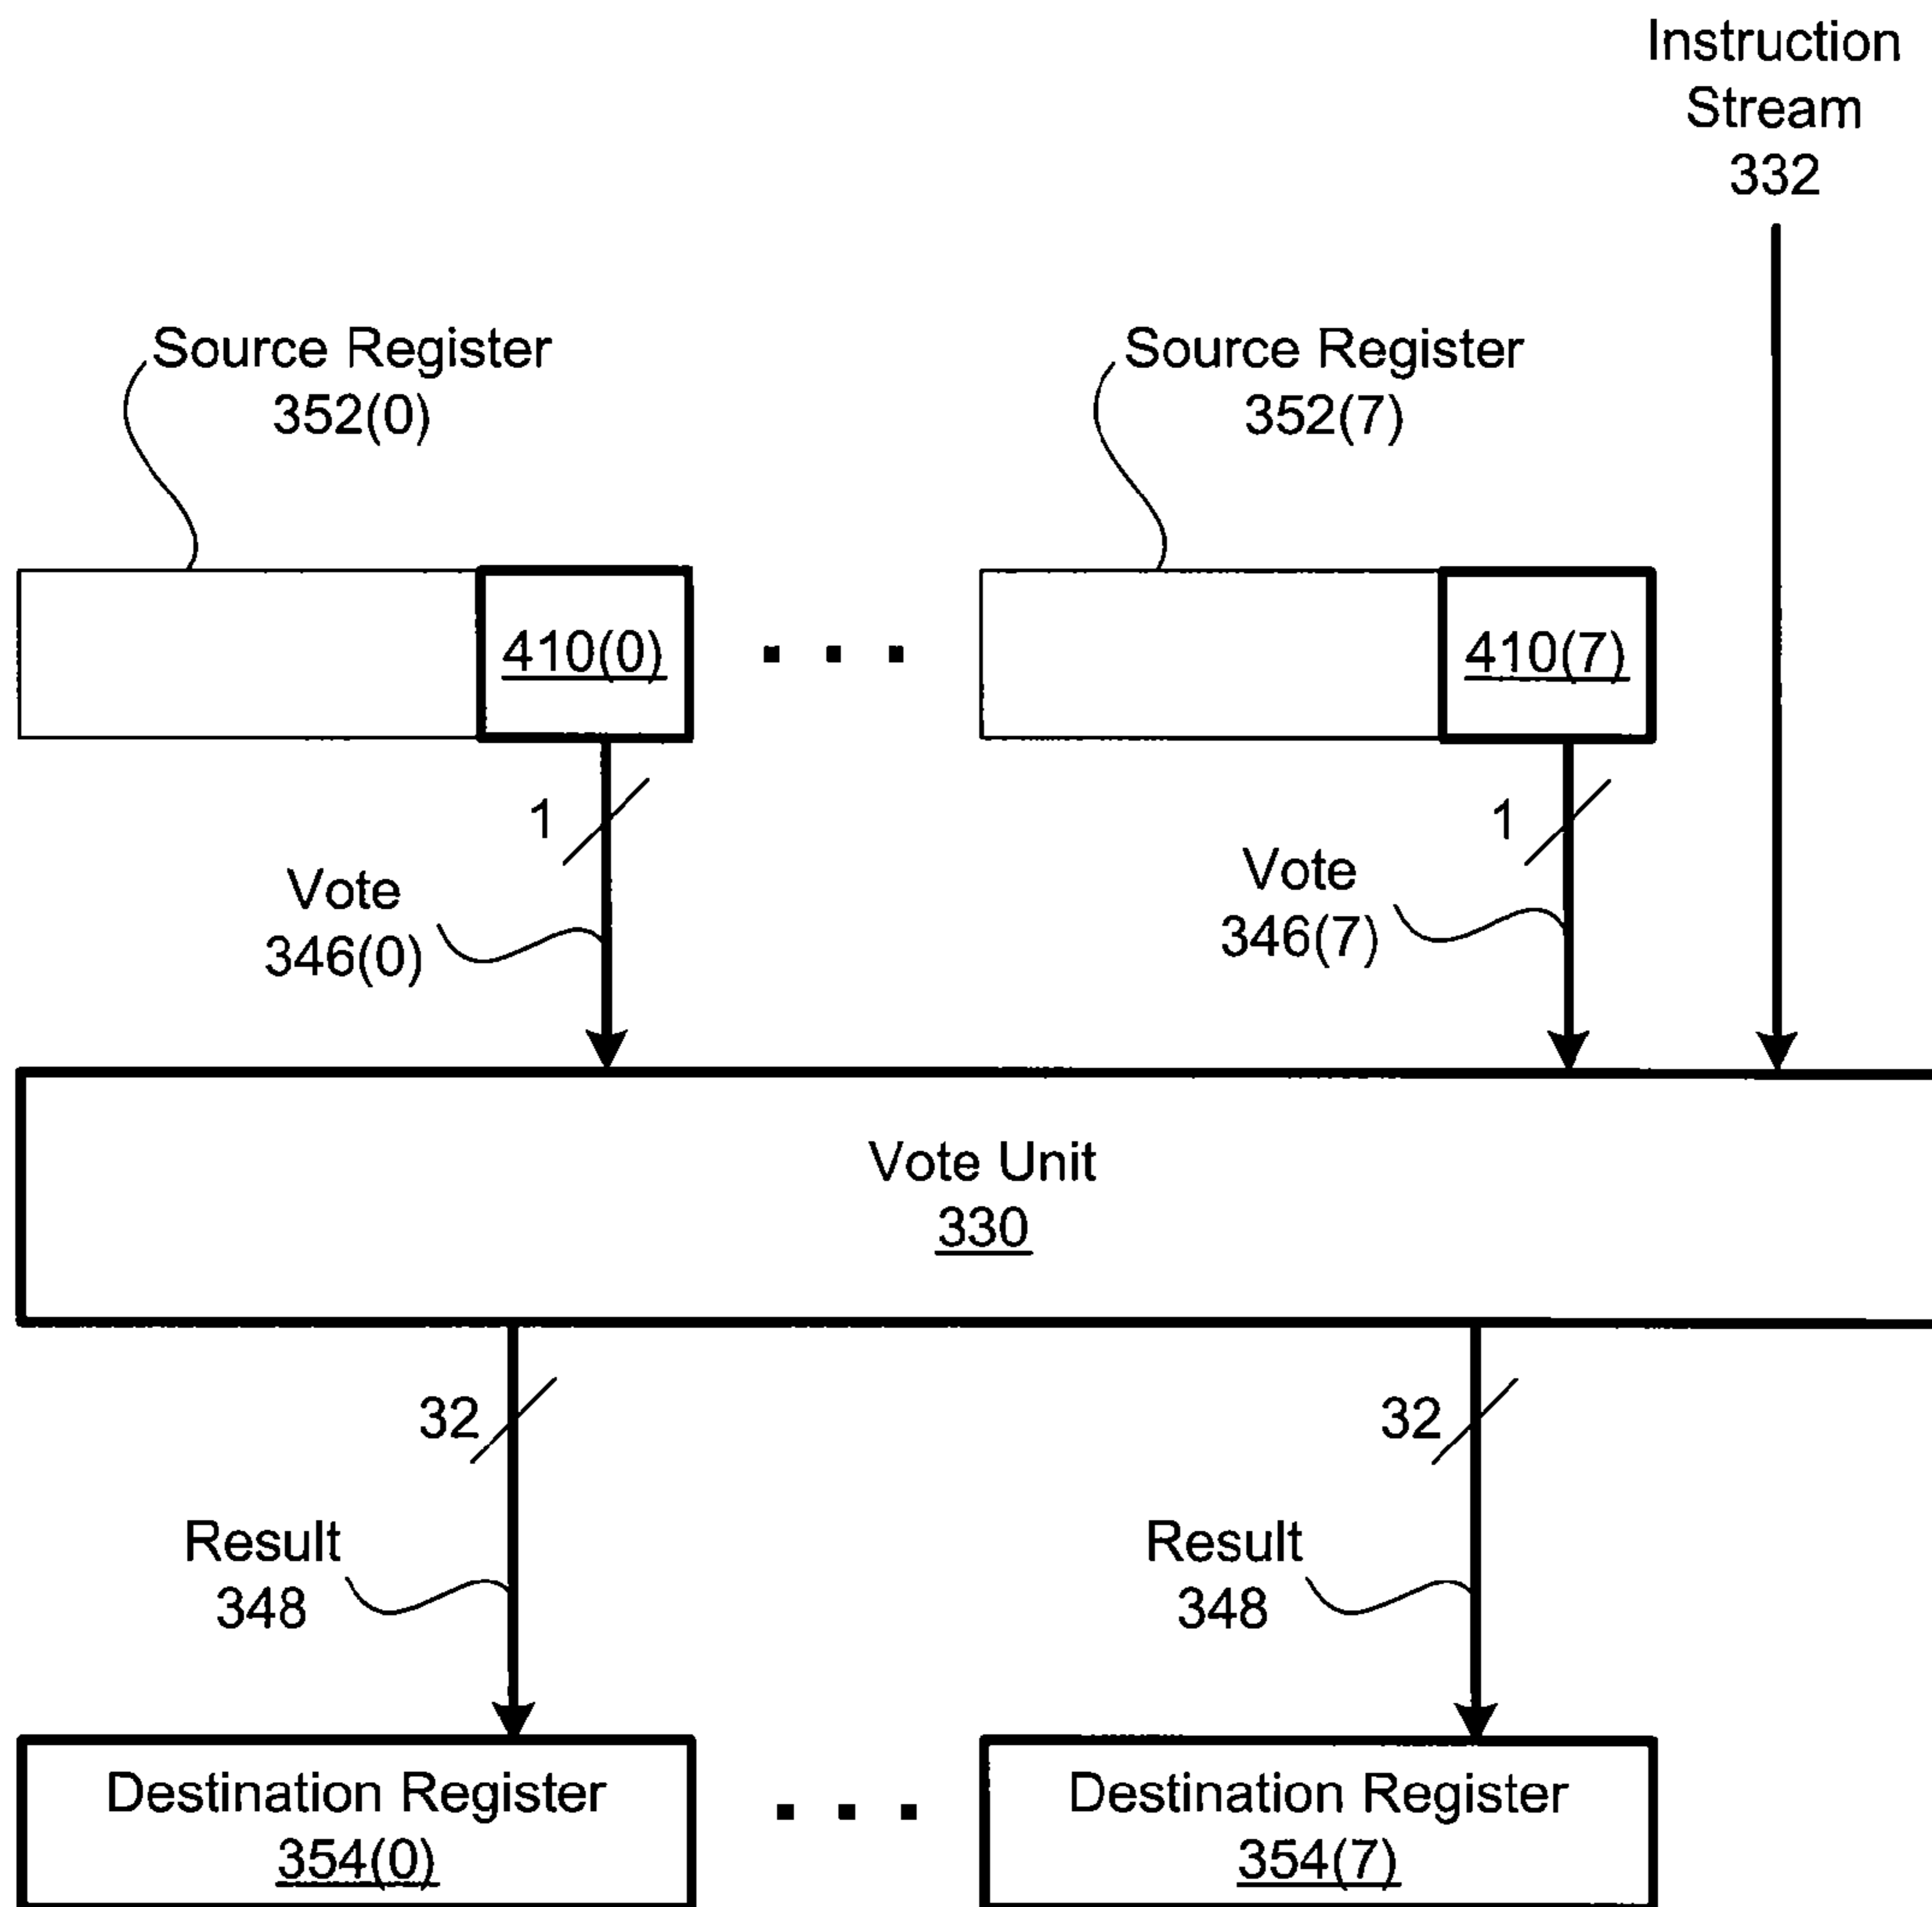 Instruction
Stream
332
Source Register
352(0)
Source Register
352(7)
410(0)
. . .
410(7)
1
1
Vote
346(0)
Vote
346(7)
Vote Unit
330
32
32
Result
348
Result
348
Destination Register
354(0)
. . .
Destination Register
354(7)